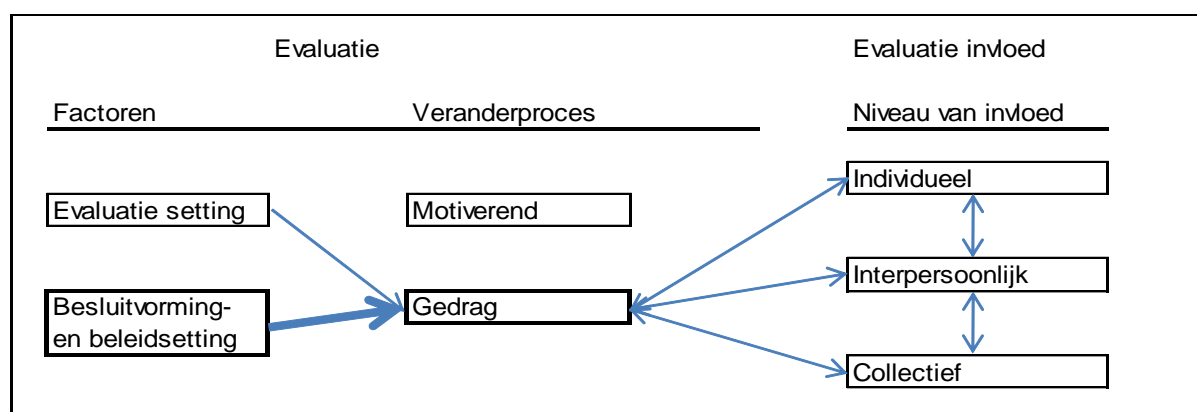 Evaluatie
Evaluatie invloed
Factoren
Veranderproces
Niveau van invloed
Evaluatie setting
Motiverend
Besluitvorming-
en beleidsetting
Gedrag
Individueel
Interpersoonlijk
Collectief